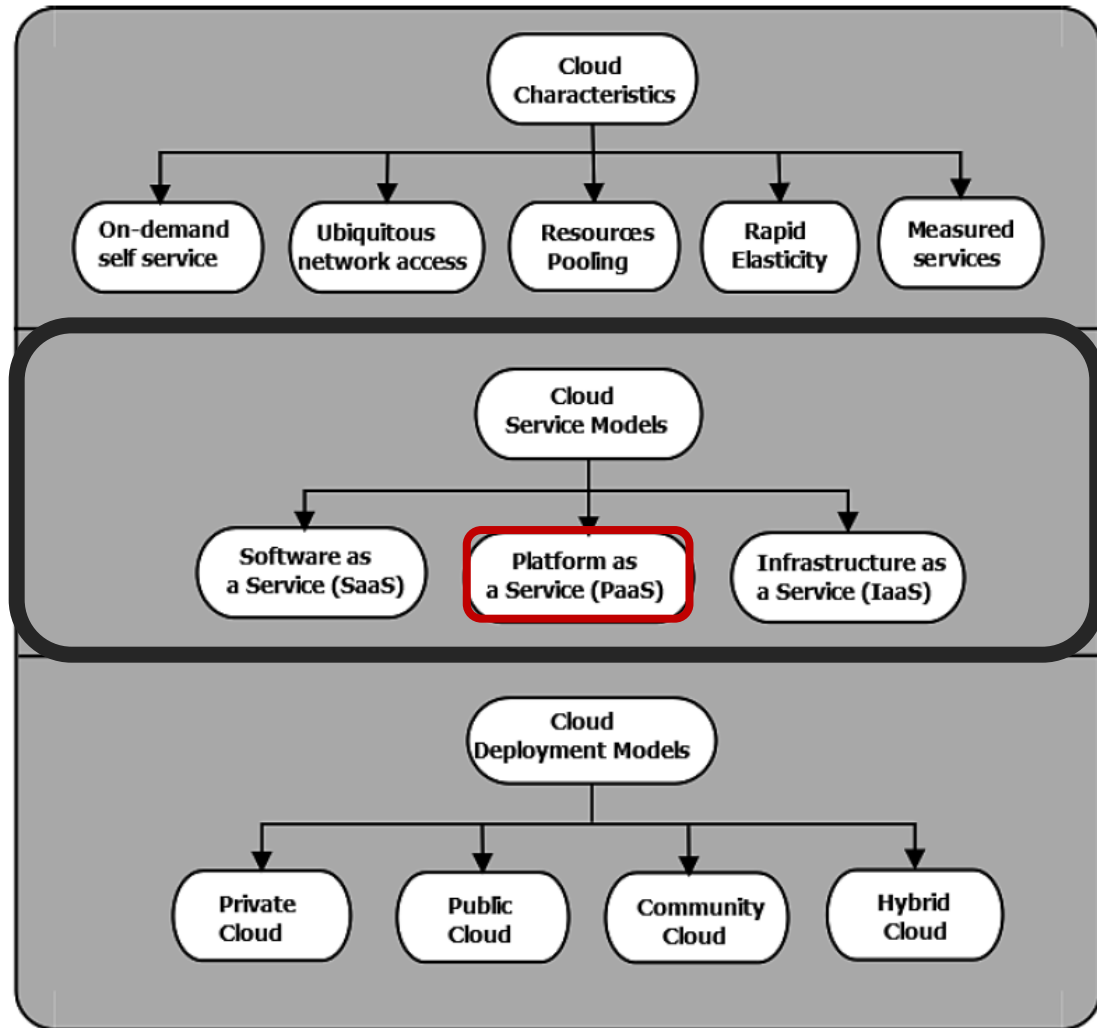 Cloud
Characteristics
On-demand
self service
Ubiquitous
network access
Resources
Pooling
Rapid
Elasticity
Measured
services
Cloud
Service Models
Software as
a Service (SaaS)
Platform as
a Service (PaaS)
Infrastructure as
a Service (IaaS)
Cloud
Deployment Models
Private
Cloud
Public
Cloud
Community
Cloud
Hybrid
Cloud